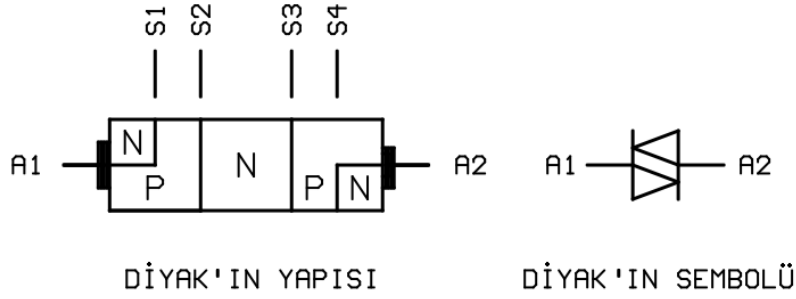 S1 S2 S3 S4
A1 N P N P N A2
A1 A2
DİYAK'IN YAPISI
DİYAK'IN SEMBOLÜ